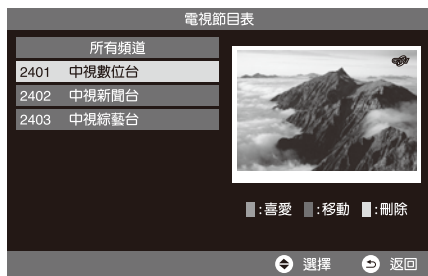 電視節目表
所有頻道
2401 中視數位台
2402 中視新聞台
2403 中視綜藝台
:喜愛 :移動 :刪除
選擇 返回